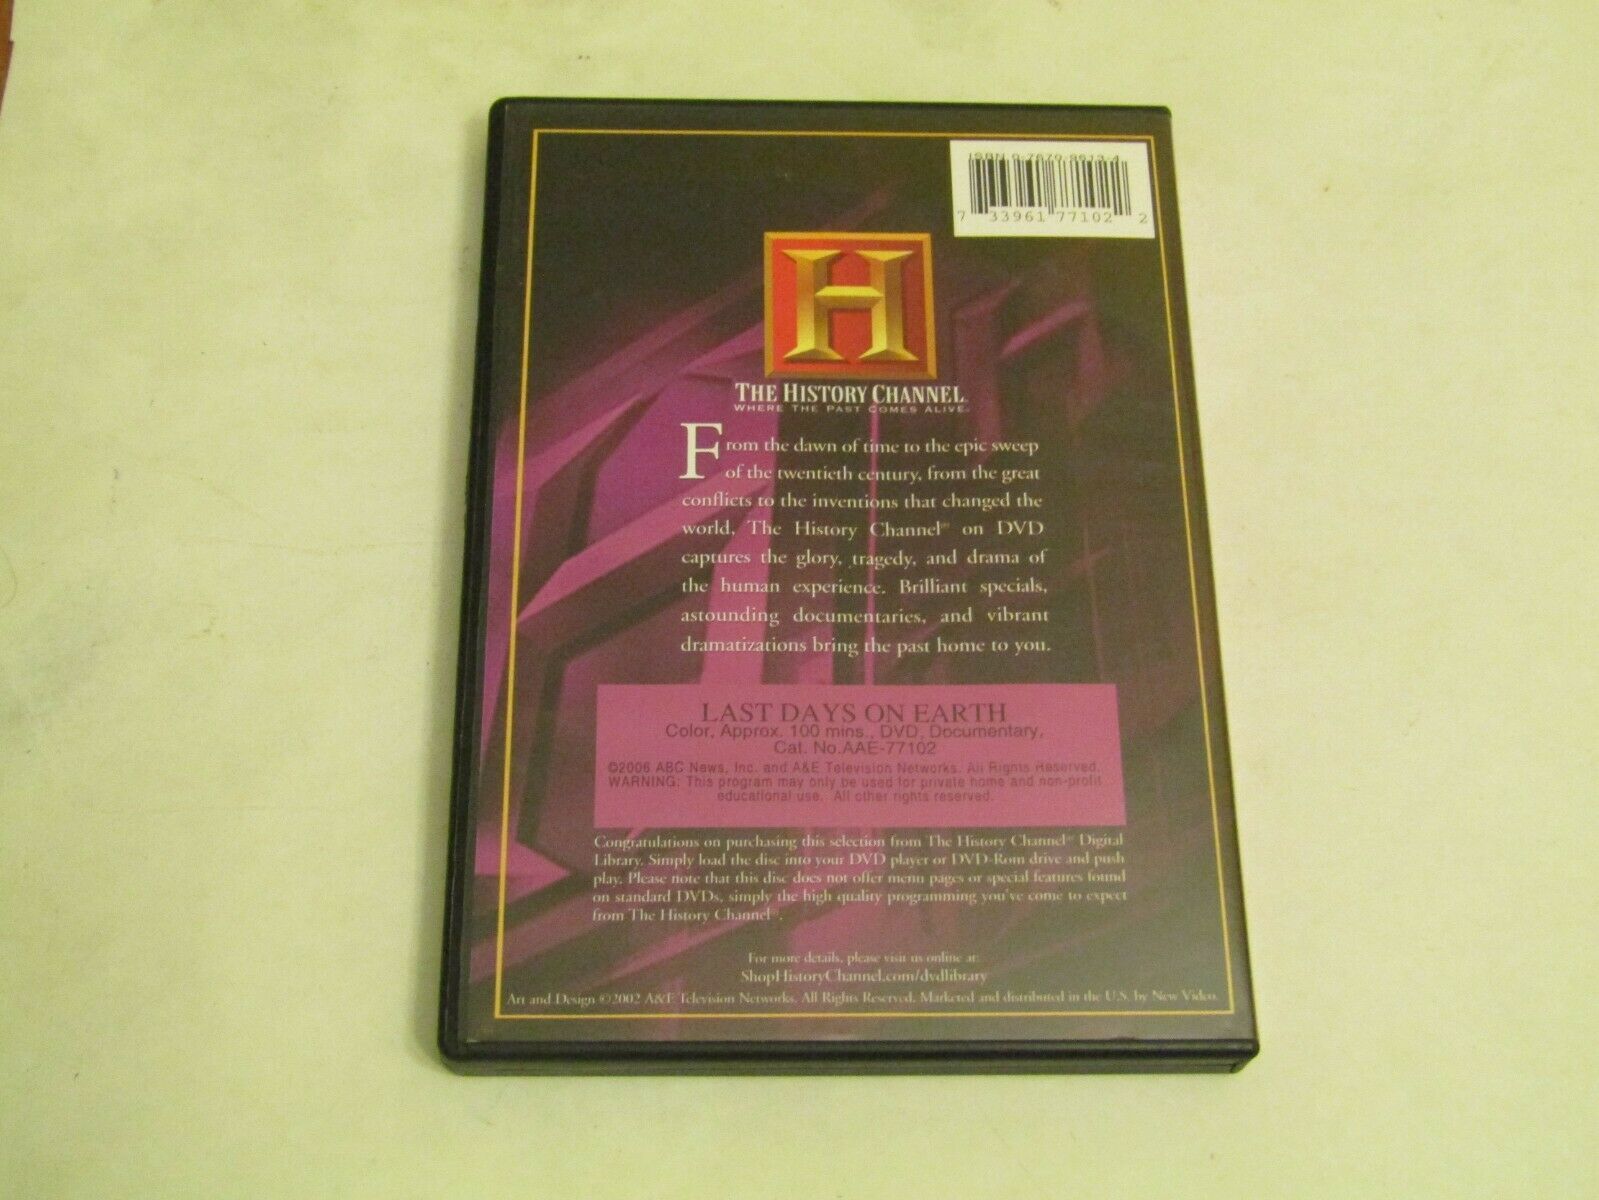 ISBN 0-7670-9613-4
7 33961 77102 2
H
THE HISTORY CHANNEL
WHERE THE PAST COMES ALIVE
From the dawn of time to the epic sweep
of the twentieth century, from the great
conflicts to the inventions that changed the
world, The History Channel® on DVD
captures the glory, tragedy, and drama of
the human experience. Brilliant specials,
astounding documentaries, and vibrant
dramatizations bring the past home to you.
LAST DAYS ON EARTH
Color, Approx. 100 mins., DVD, Documentary,
Cat. No.AAE-77102
©2006 ABC News, Inc. and A&E Television Networks. All Rights Reserved.
WARNING: This program may only be used for private home and non-profit
educational use. All other rights reserved.
Congratulations on purchasing this selection from The History Channel® Digital
Library. Simply load the disc into your DVD player or DVD-Rom drive and push
play. Please note that this disc does not offer menu pages or special features found
on standard DVDs, simply the high quality programming you've come to expect
from The History Channel®.
For more details, please visit us online at:
ShopHistoryChannel.com/dvdlibrary
Art and Design ©2002 A&E Television Networks. All Rights Reserved. Marketed and distributed in the U.S. by New Video.